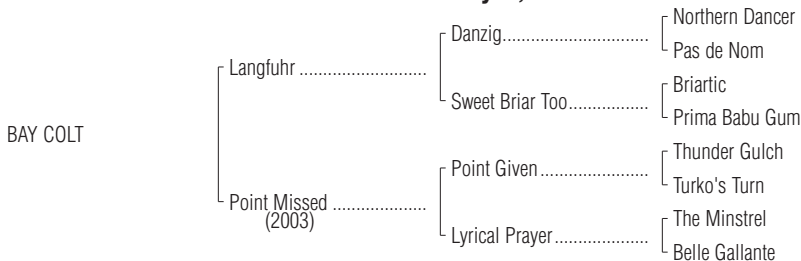 Northern Dancer
Danzig..............................
Pas de Nom
Langfuhr ..........................
Briartic
Sweet Briar Too................
Prima Babu Gum
BAY COLT
Thunder Gulch
Point Given......................
Turko's Turn
Point Missed ...................
(2003)
The Minstrel
Lyrical Prayer...................
Belle Gallante